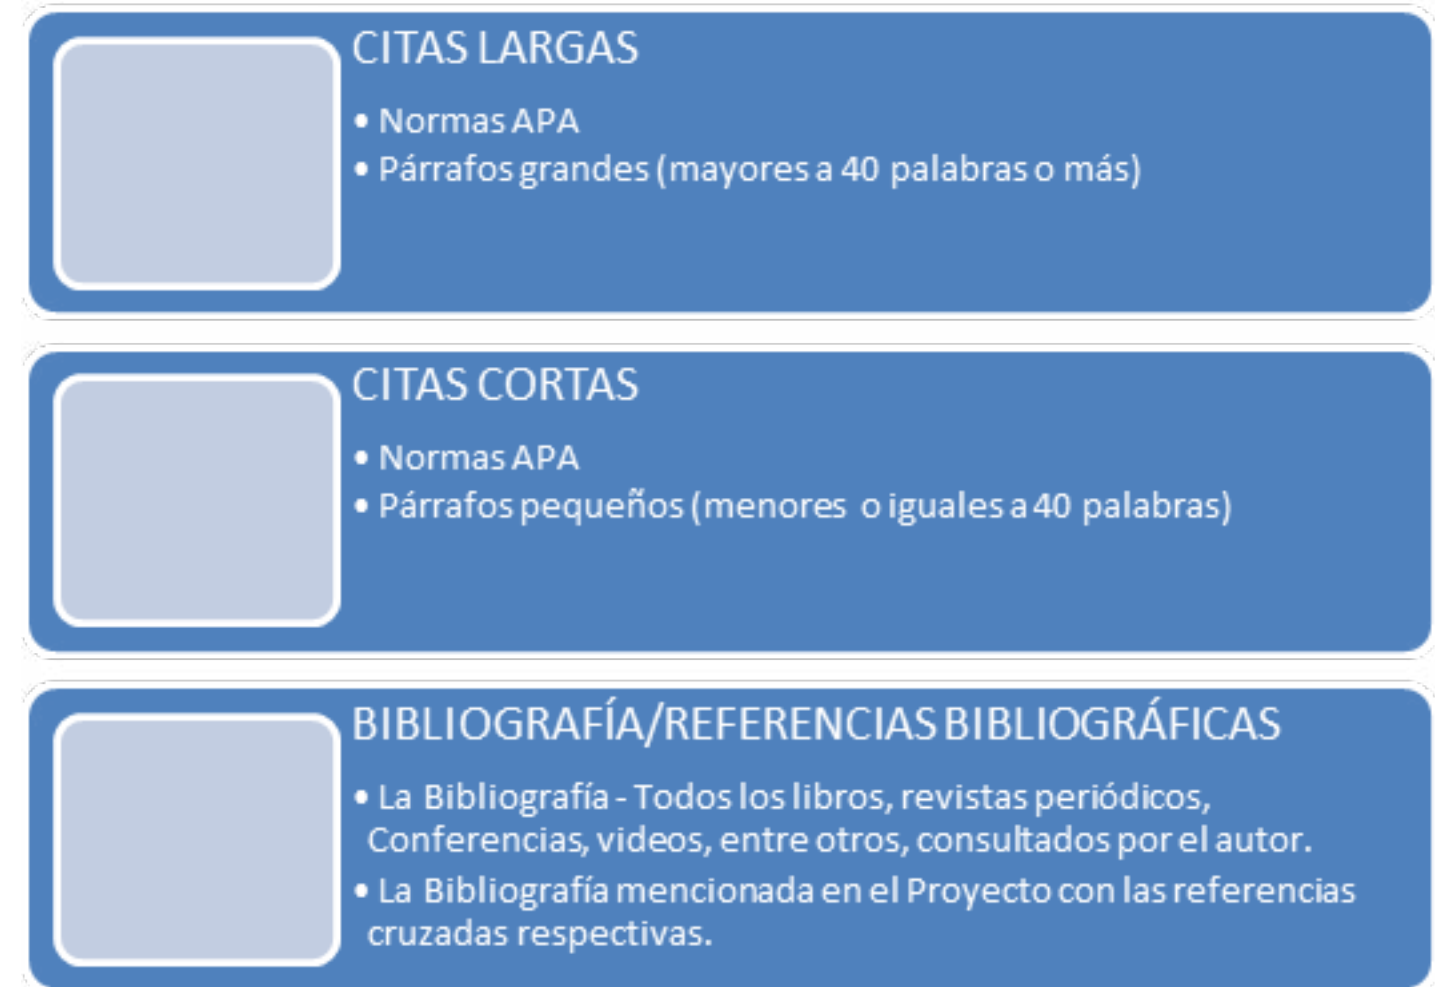 CITAS LARGAS
• Normas APA
• Párrafos grandes (mayores a 40 palabras o más)
CITAS CORTAS
• Normas APA
• Párrafos pequeños (menores o iguales a 40 palabras)
BIBLIOGRAFÍA/REFERENCIAS BIBLIOGRÁFICAS
• La Bibliografía - Todos los libros, revistas periódicos,
Conferencias, videos, entre otros, consultados por el autor.
• La Bibliografía mencionada en el Proyecto con las referencias
cruzadas respectivas.